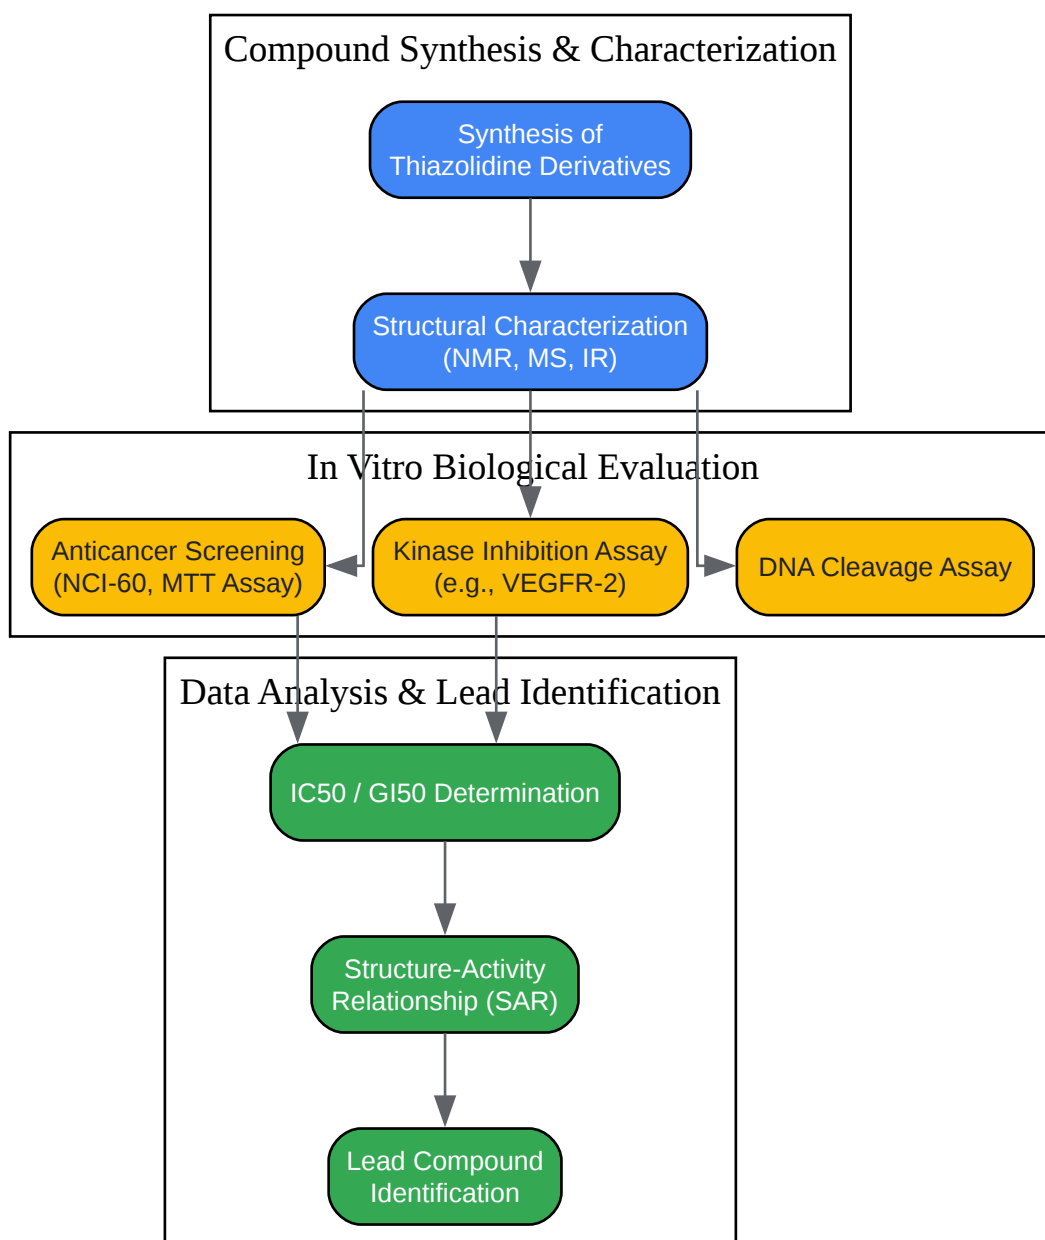 Compound Synthesis & Characterization
Synthesis of
Thiazolidine Derivatives
Structural Characterization
(NMR, MS, IR)
In Vitro Biological Evaluation
Anticancer Screening
(NCI-60, MTT Assay)
Kinase Inhibition Assay
(e.g., VEGFR-2)
DNA Cleavage Assay
Data Analysis & Lead Identification
IC50 / GI50 Determination
Structure-Activity
Relationship (SAR)
Lead Compound
Identification